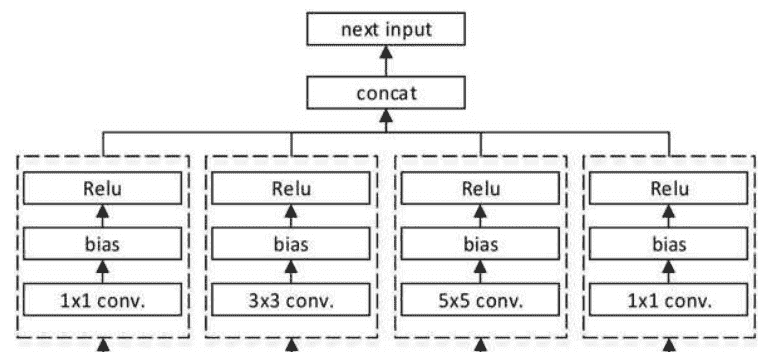 next input
concat
Relu
Relu
Relu
Relu
bias
bias
bias
bias
1x1 conv.
3x3 conv.
5x5 conv.
1x1 conv.